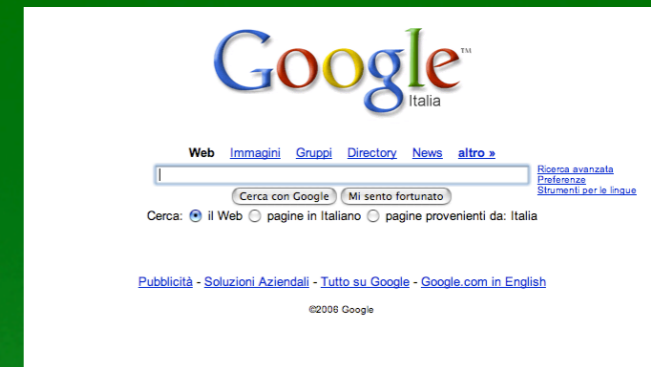 Google™
Italia
Web Immagini Gruppi Directory News altro »
Ricerca avanzata
Preferenze
Strumenti per le lingue
Cerca con Google Mi sento fortunato
Cerca: il Web pagine in Italiano pagine provenienti da: Italia
Pubblicità - Soluzioni Aziendali - Tutto su Google - Google.com in English
©2006 Google